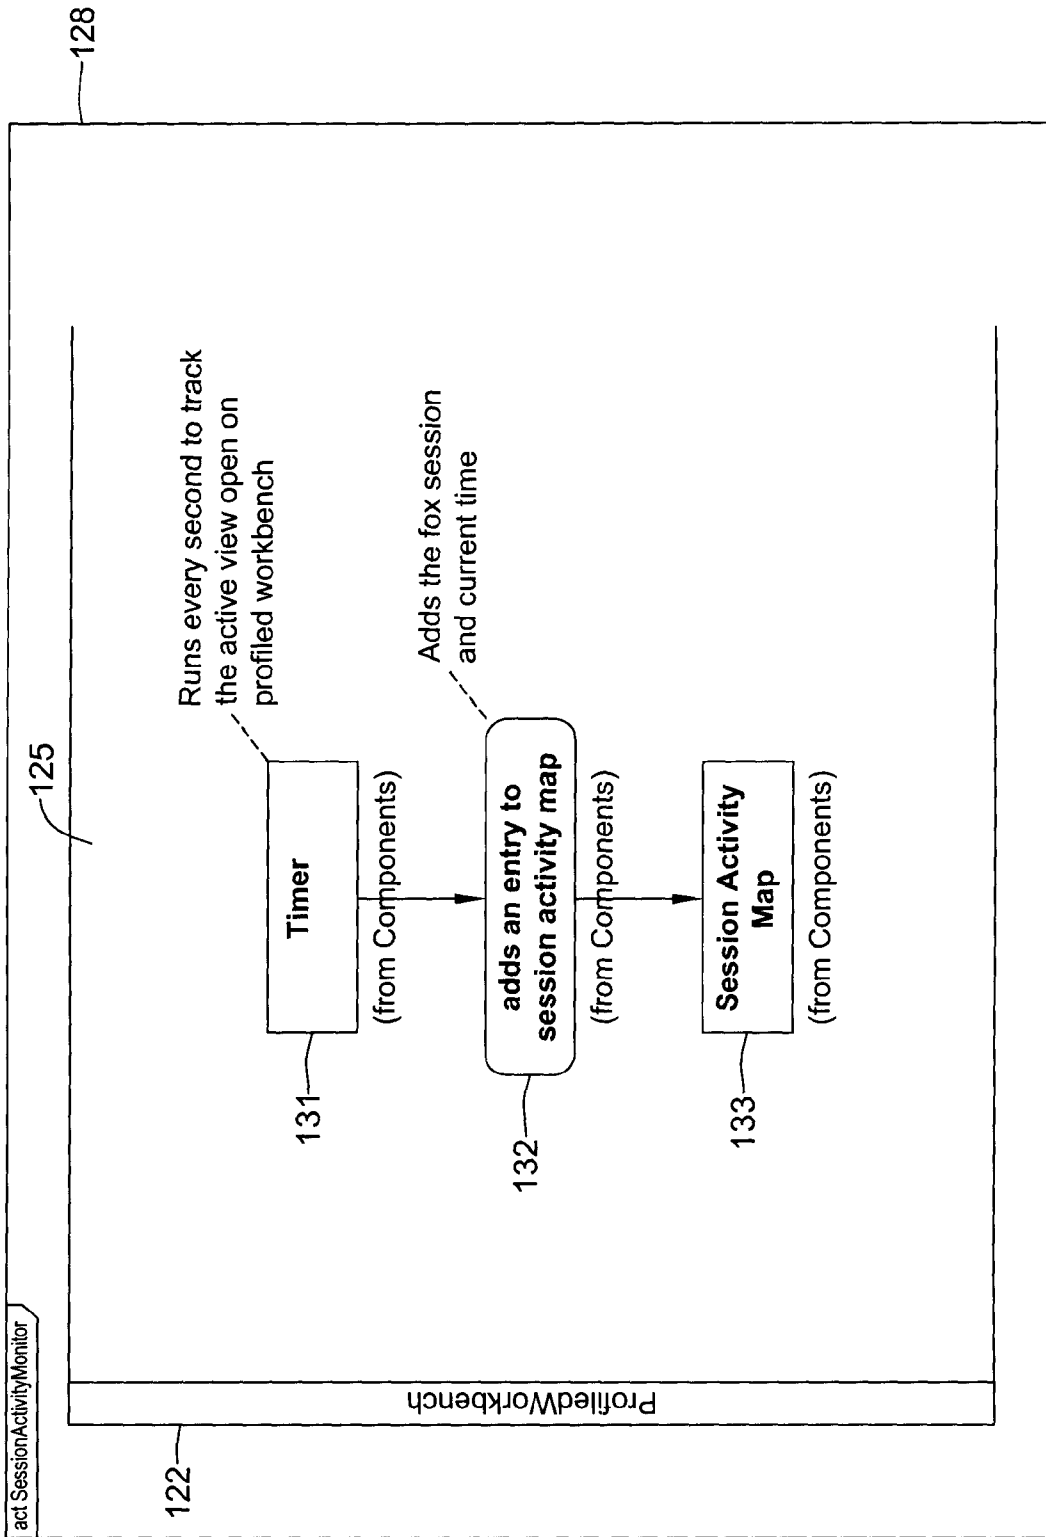 act SessionActivityMonitor
128
122
ProfiledWorkbench
125
Runs every second to track
the active view open on
profiled workbench
131
Timer
(from Components)
Adds the fox session
and current time
132
adds an entry to
session activity map
(from Components)
133
Session Activity
Map
(from Components)